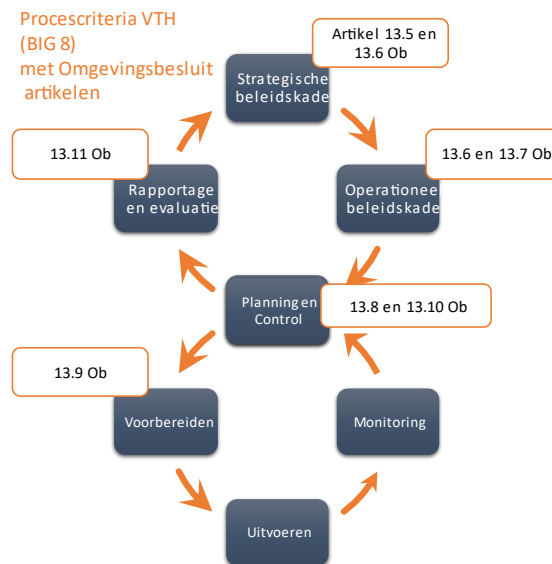 Procescriteria VTH
(BIG 8)
met Omgevingsbesluit
artikelen
Artikel 13.5 en
13.6 Ob
Strategische
beleidskade
13.11 Ob
Rapportage
en evaluatie
13.6 en 13.7 Ob
Operationeel
beleidskade
Planning en
Control
13.8 en 13.10 Ob
13.9 Ob
Voorbereiden
Monitoring
Uitvoeren